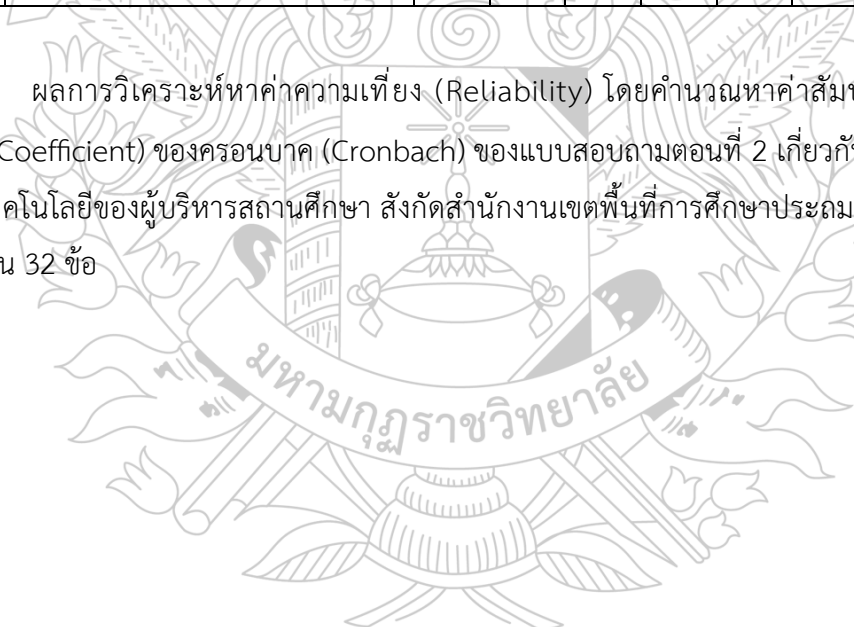 ผลการวิเคราะห์หาค่าความเที่ยง (Reliability) โดยคำนวณหาค่าสัมป
Coefficient) ของครอนบาค (Cronbach) ของแบบสอบถามตอนที่ 2 เกี่ยวกับ
คโนโลยีของผู้บริหารสถานศึกษา สังกัดสำนักงานเขตพื้นที่การศึกษาประถม
น 32 ข้อ
มหามกุฏราชวิทยาลัย